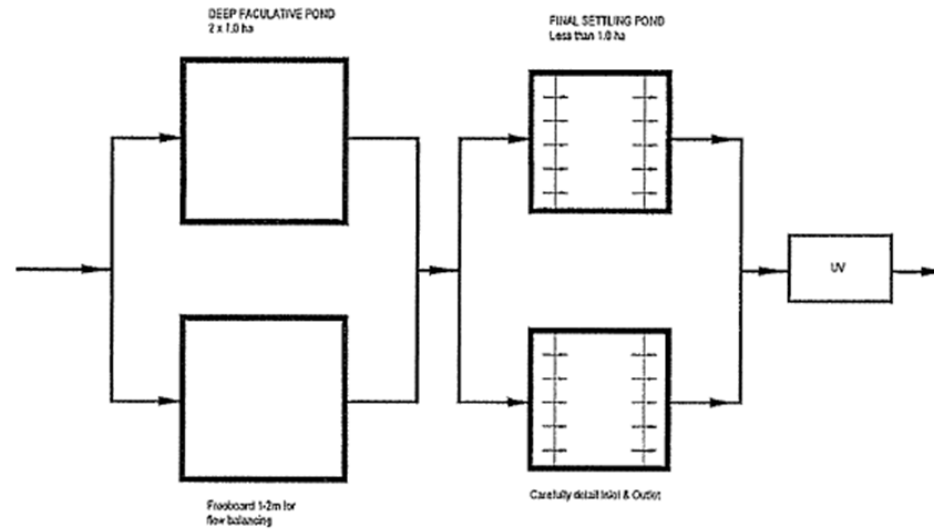 DEEP FACULATIVE POND
2 x 1.0 ha
FINAL SETTLING POND
Less than 1.0 ha
UV
Freeboard 1-2m for
flow balancing
Carefully detail Inlet & Outlet